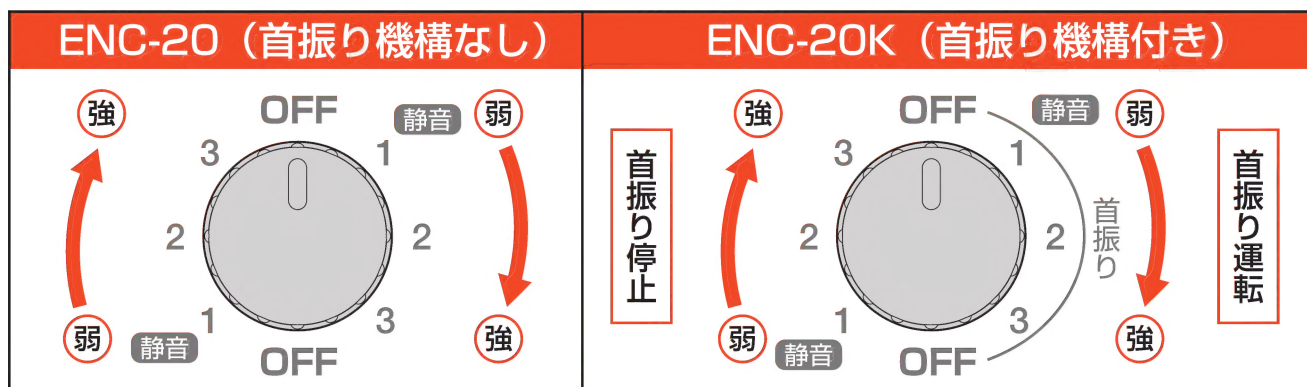 ENC-20（首振り機構なし）
強
OFF
静音
弱
3
1
2
2
1
3
弱
静音
OFF
強
ENC-20K（首振り機構付き）
首振り停止
強
OFF
静音
弱
3
1
2
2
首振り
1
3
弱
静音
OFF
強
首振り運転